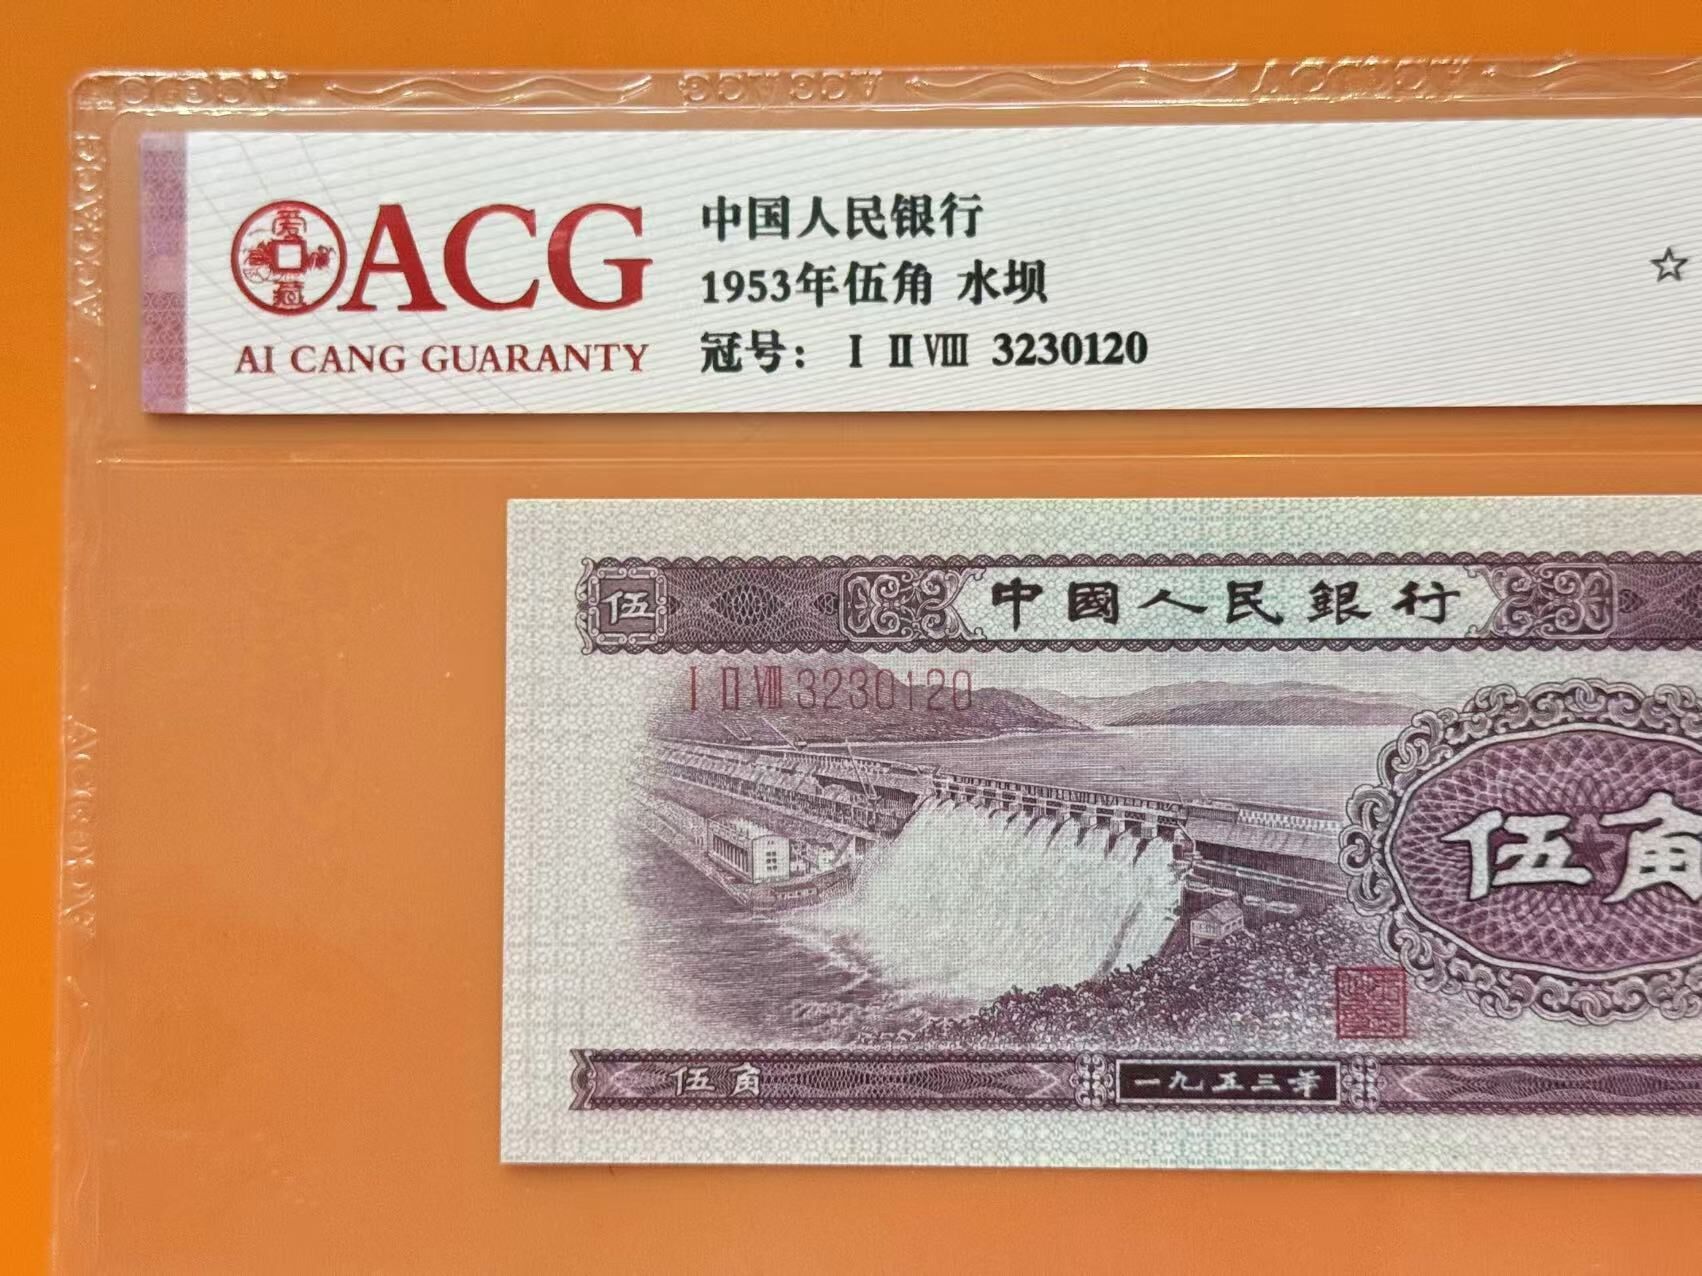 ACG
AI CANG GUARANTY
爱
藏
中国人民银行
1953年伍角 水坝
冠号: Ⅰ Ⅱ Ⅷ 3230120
☆
伍
中國人民銀行
Ⅰ Ⅱ Ⅷ 3230120
伍角
伍角
一九五三年